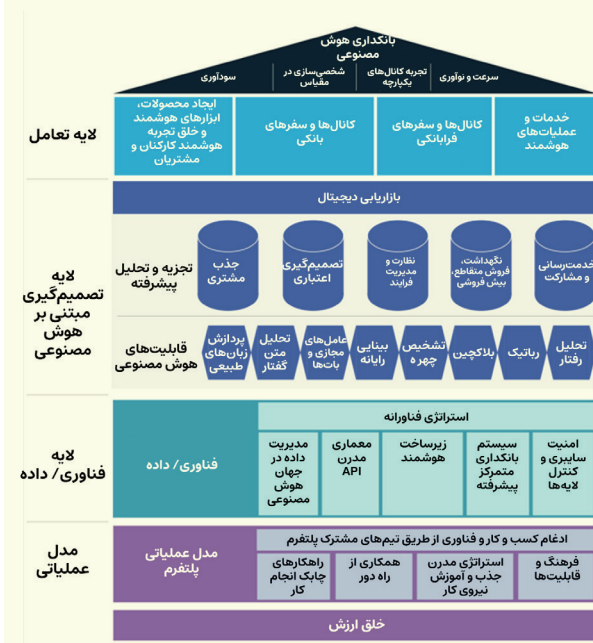 بانکداری هوش
مصنوعی
سرعت و نوآوری
تجربه کانال‌های
یکپارچه
شخصی‌سازی در
مقیاس
سودآوری
لایه تعامل
خدمات و
عملیات‌های
هوشمند
کانال‌ها و سفرهای
فرابانکی
کانال‌ها و سفرهای
بانکی
ایجاد محصولات،
ابزارهای هوشمند
و خلق تجربه
هوشمند کارکنان و
مشتریان
لایه
تصمیم‌گیری
مبتنی بر
هوش
مصنوعی
بازاریابی دیجیتال
تجزیه و تحلیل
پیشرفته
خدمت‌رسانی
و مشارکت
نگهداشت،
فروش متقاطع،
بیش فروشی
نظارت و
مدیریت
فرایند
تصمیم‌گیری
اعتباری
جذب
مشتری
قابلیت‌های
هوش مصنوعی
تحلیل
رفتار
رباتیک
بلاکچین
تشخیص
چهره
بینایی
رایانه
عامل‌های
مجازی و
بات‌ها
تحلیل
متن
گفتار
پردازش
زبان‌های
طبیعی
لایه
فناوری/ داده
فناوری/ داده
استراتژی فناورانه
امنیت
سایبری و
کنترل
لایه‌ها
سیستم
بانکداری
متمرکز
پیشرفته
زیرساخت
هوشمند
معماری
مدرن
API
مدیریت
داده در
جهان
هوش
مصنوعی
مدل
عملیاتی
مدل عملیاتی
پلتفرم
ادغام کسب و کار و فناوری از طریق تیم‌های مشترک پلتفرم
فرهنگ و
قابلیت‌ها
استراتژی مدرن
جذب و آموزش
نیروی کار
همکاری از
راه دور
راهکارهای
چابک انجام
کار
خلق ارزش